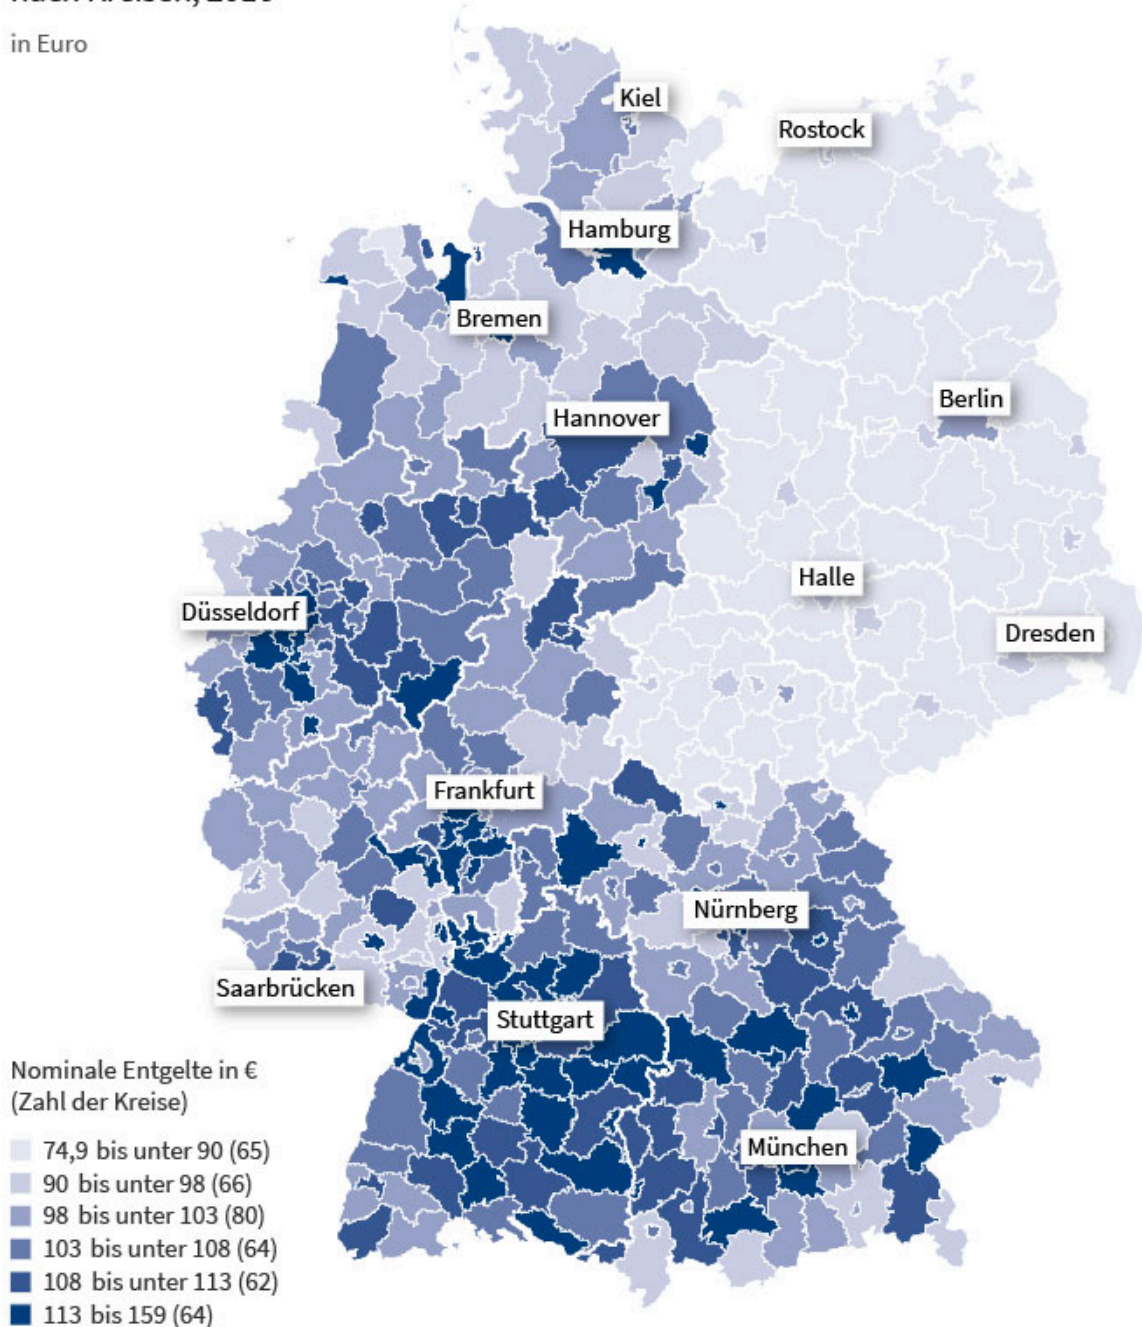 in Euro
Kiel
Rostock
Hamburg
Bremen
Berlin
Hannover
Halle
Düsseldorf
Dresden
Frankfurt
Nürnberg
Saarbrücken
Stuttgart
München
Nominale Entgelte in €
(Zahl der Kreise)
74,9 bis unter 90 (65)
90 bis unter 98 (66)
98 bis unter 103 (80)
103 bis unter 108 (64)
108 bis unter 113 (62)
113 bis 159 (64)